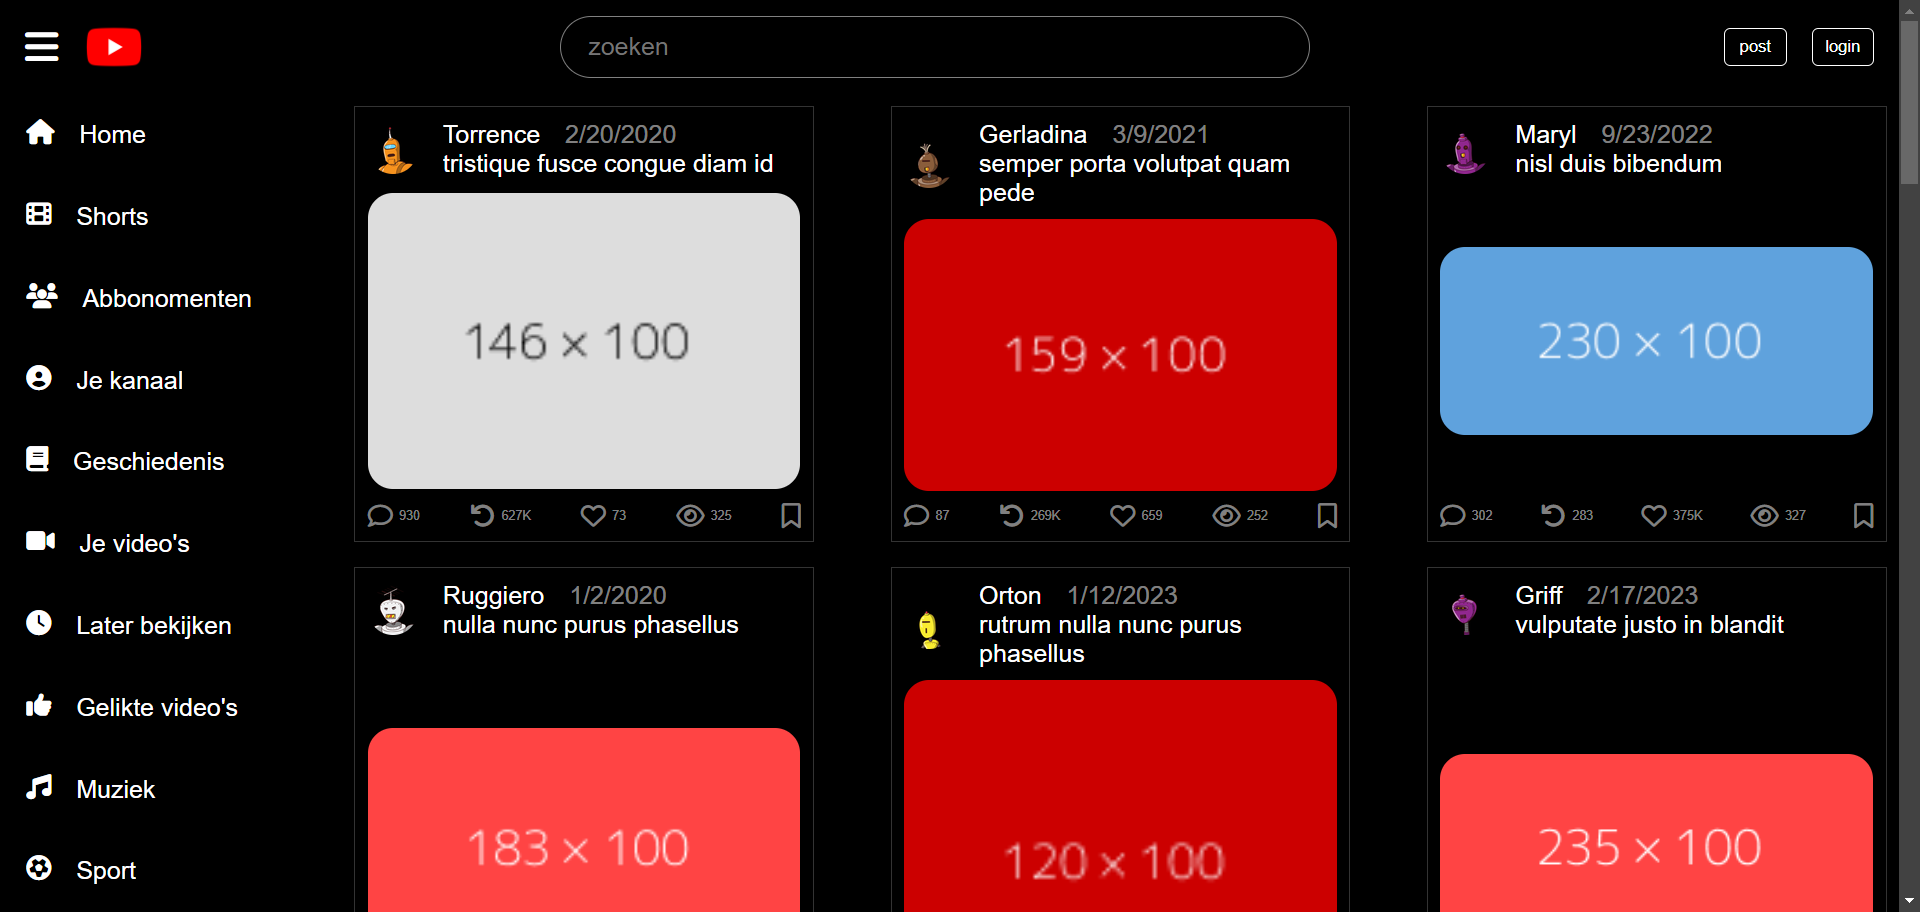 zoeken
post
login
Home
Shorts
Abbonomenten
Je kanaal
Geschiedenis
Je video's
Later bekijken
Gelikte video's
Muziek
Sport
Torrence 2/20/2020
tristique fusce congue diam id
146 × 100
930 627K 73 325
Gerladina 3/9/2021
semper porta volutpat quam
pede
159 × 100
87 269K 659 252
Maryl 9/23/2022
nisl duis bibendum
230 × 100
302 283 375K 327
Ruggiero 1/2/2020
nulla nunc purus phasellus
183 × 100
Orton 1/12/2023
rutrum nulla nunc purus
phasellus
120 × 100
Griff 2/17/2023
vulputate justo in blandit
235 × 100